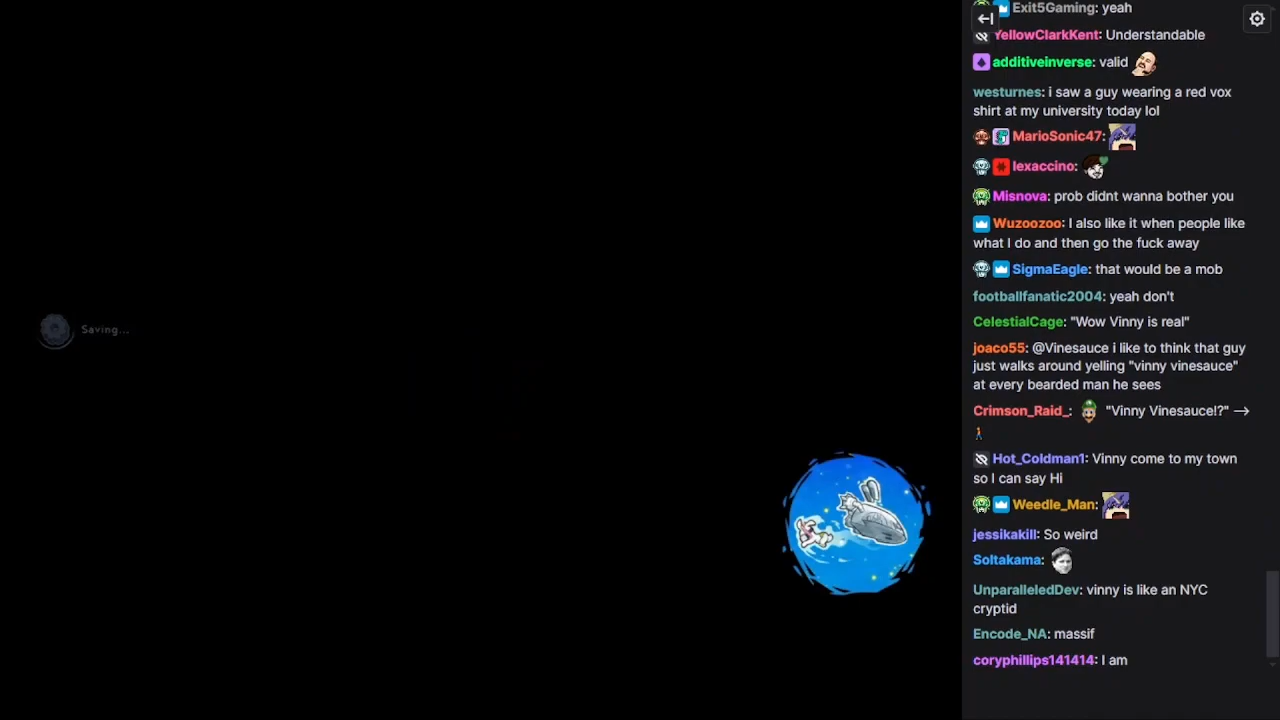 Exit5Gaming: yeah
YellowClarkKent: Understandable
additiveinverse: valid
westurnes: i saw a guy wearing a red vox
shirt at my university today lol
MarioSonic47:
lexaccino:
Misnova: prob didnt wanna bother you
Wuzoozoo: I also like it when people like
what I do and then go the fuck away
SigmaEagle: that would be a mob
footballfanatic2004: yeah don't
CelestialCage: "Wow Vinny is real"
joaco55: @Vinesauce i like to think that guy
just walks around yelling "vinny vinesauce"
at every bearded man he sees
Crimson_Raid_: "Vinny Vinesauce!?" -->
Saving...
Hot_Coldman1: Vinny come to my town
so I can say Hi
Weedle_Man:
jessikakill: So weird
Soltakama:
UnparalleledDev: vinny is like an NYC
cryptid
Encode_NA: massif
coryphillips141414: I am